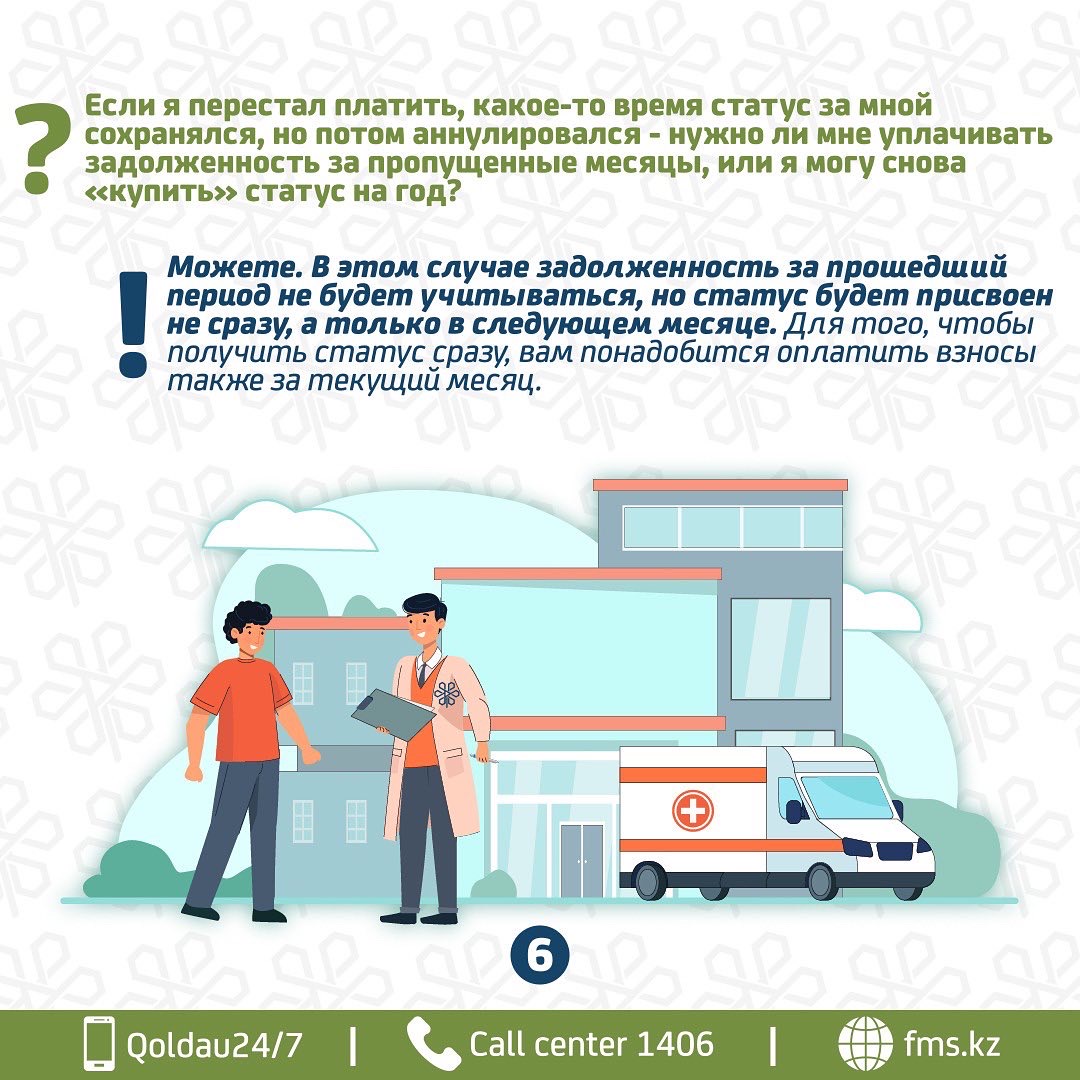 ?
Если я перестал платить, какое-то время статус за мной
сохранялся, но потом аннулировался - нужно ли мне уплачивать
задолженность за пропущенные месяцы, или я могу снова
«купить» статус на год?
!
Можете. В этом случае задолженность за прошедший
период не будет учитываться, но статус будет присвоен
не сразу, а только в следующем месяце. Для того, чтобы
получить статус сразу, вам понадобится оплатить взносы
также за текущий месяц.
6
Qoldau24/7 | Call center 1406 | fms.kz